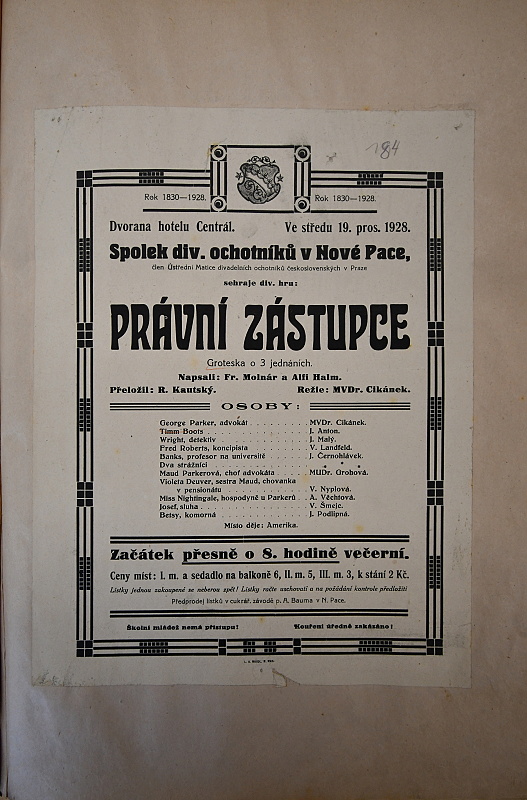 184
Rok 1830—1928. Rok 1830—1928.
Dvorana hotelu Centrál. Ve středu 19. pros. 1928.
Spolek div. ochotníků v Nové Pace,
člen Ústřední Matice divadelních ochotníků československých v Praze
sehraje div. hru:
PRÁVNÍ ZÁSTUPCE
Groteska o 3 jednáních.
Napsali: Fr. Molnár a Alfi Halm.
Přeložil: R. Kautský. Režie: MVDr. Cikánek.
OSOBY:
George Parker, advokát . . . . . . . . MVDr. Cikánek.
Timm Boots . . . . . . . . J. Anton.
Wright, detektiv . . . . . . . . J. Malý.
Fred Roberts, koncipista . . . . . . . . V. Landfeld.
Banks, profesor na universitě . . . . . . . . J. Černohlávek.
Dva strážníci . . . . . . . . * * *
Maud Parkerová, choť advokáta . . . . . . . . MUDr. Grohová.
Violeta Deuver, sestra Maud, chovanka
v pensionátu . . . . . . . . V. Nyplová.
Miss Nightingale, hospodyně u Parkerů . A. Věchtová.
Josef, sluha . . . . . . . . V. Šmejc.
Betsy, komorná . . . . . . . . J. Podlipná.
Místo děje: Amerika.
Začátek přesně o 8. hodině večerní.
Ceny míst: I. m. a sedadlo na balkoně 6, II. m. 5, III. m. 3, k stání 2 Kč.
Lístky jednou zakoupené se neberou zpět! Lístky račte uschovati a na požádání kontrole předložiti
Předprodej lístků v cukrář. závodě p. A. Bauma v N. Pace.
Školní mládež nemá přístupu! Kouření úředně zakázáno!